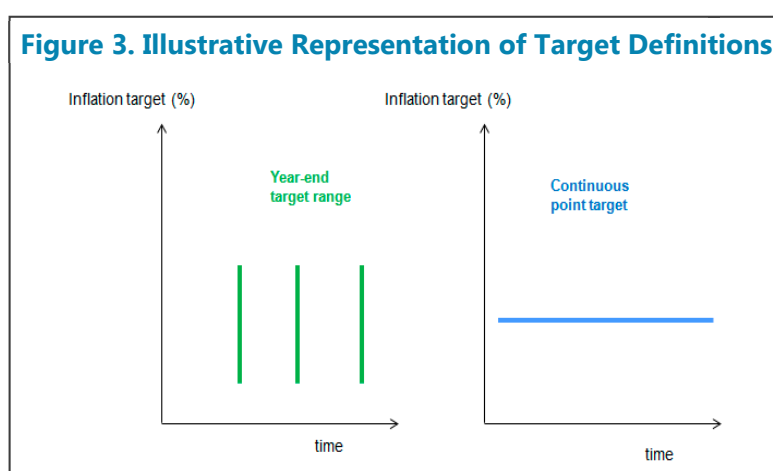 Figure 3. Illustrative Representation of Target Definitions
Inflation target (%)
Year-end
target range
time
Inflation target (%)
Continuous
point target
time